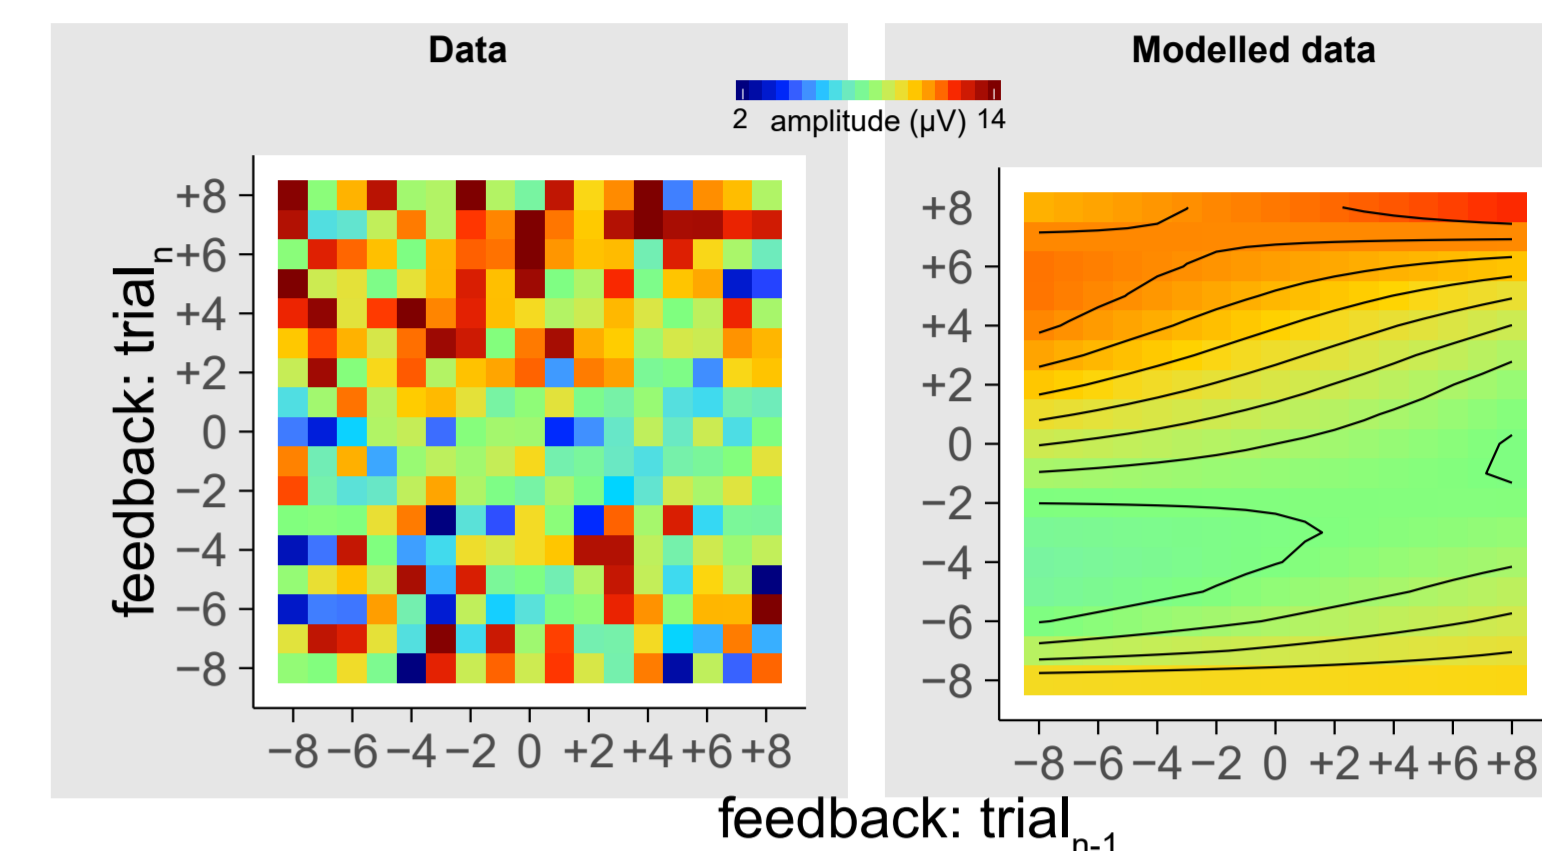 Data
Modelled data
2 amplitude (µV) 14
feedback: trialn
+8
+6
+4
+2
0
−2
−4
−6
−8
−8 −6 −4 −2 0 +2 +4 +6 +8
+8
+6
+4
+2
0
−2
−4
−6
−8
−8 −6 −4 −2 0 +2 +4 +6 +8
feedback: trialn-1